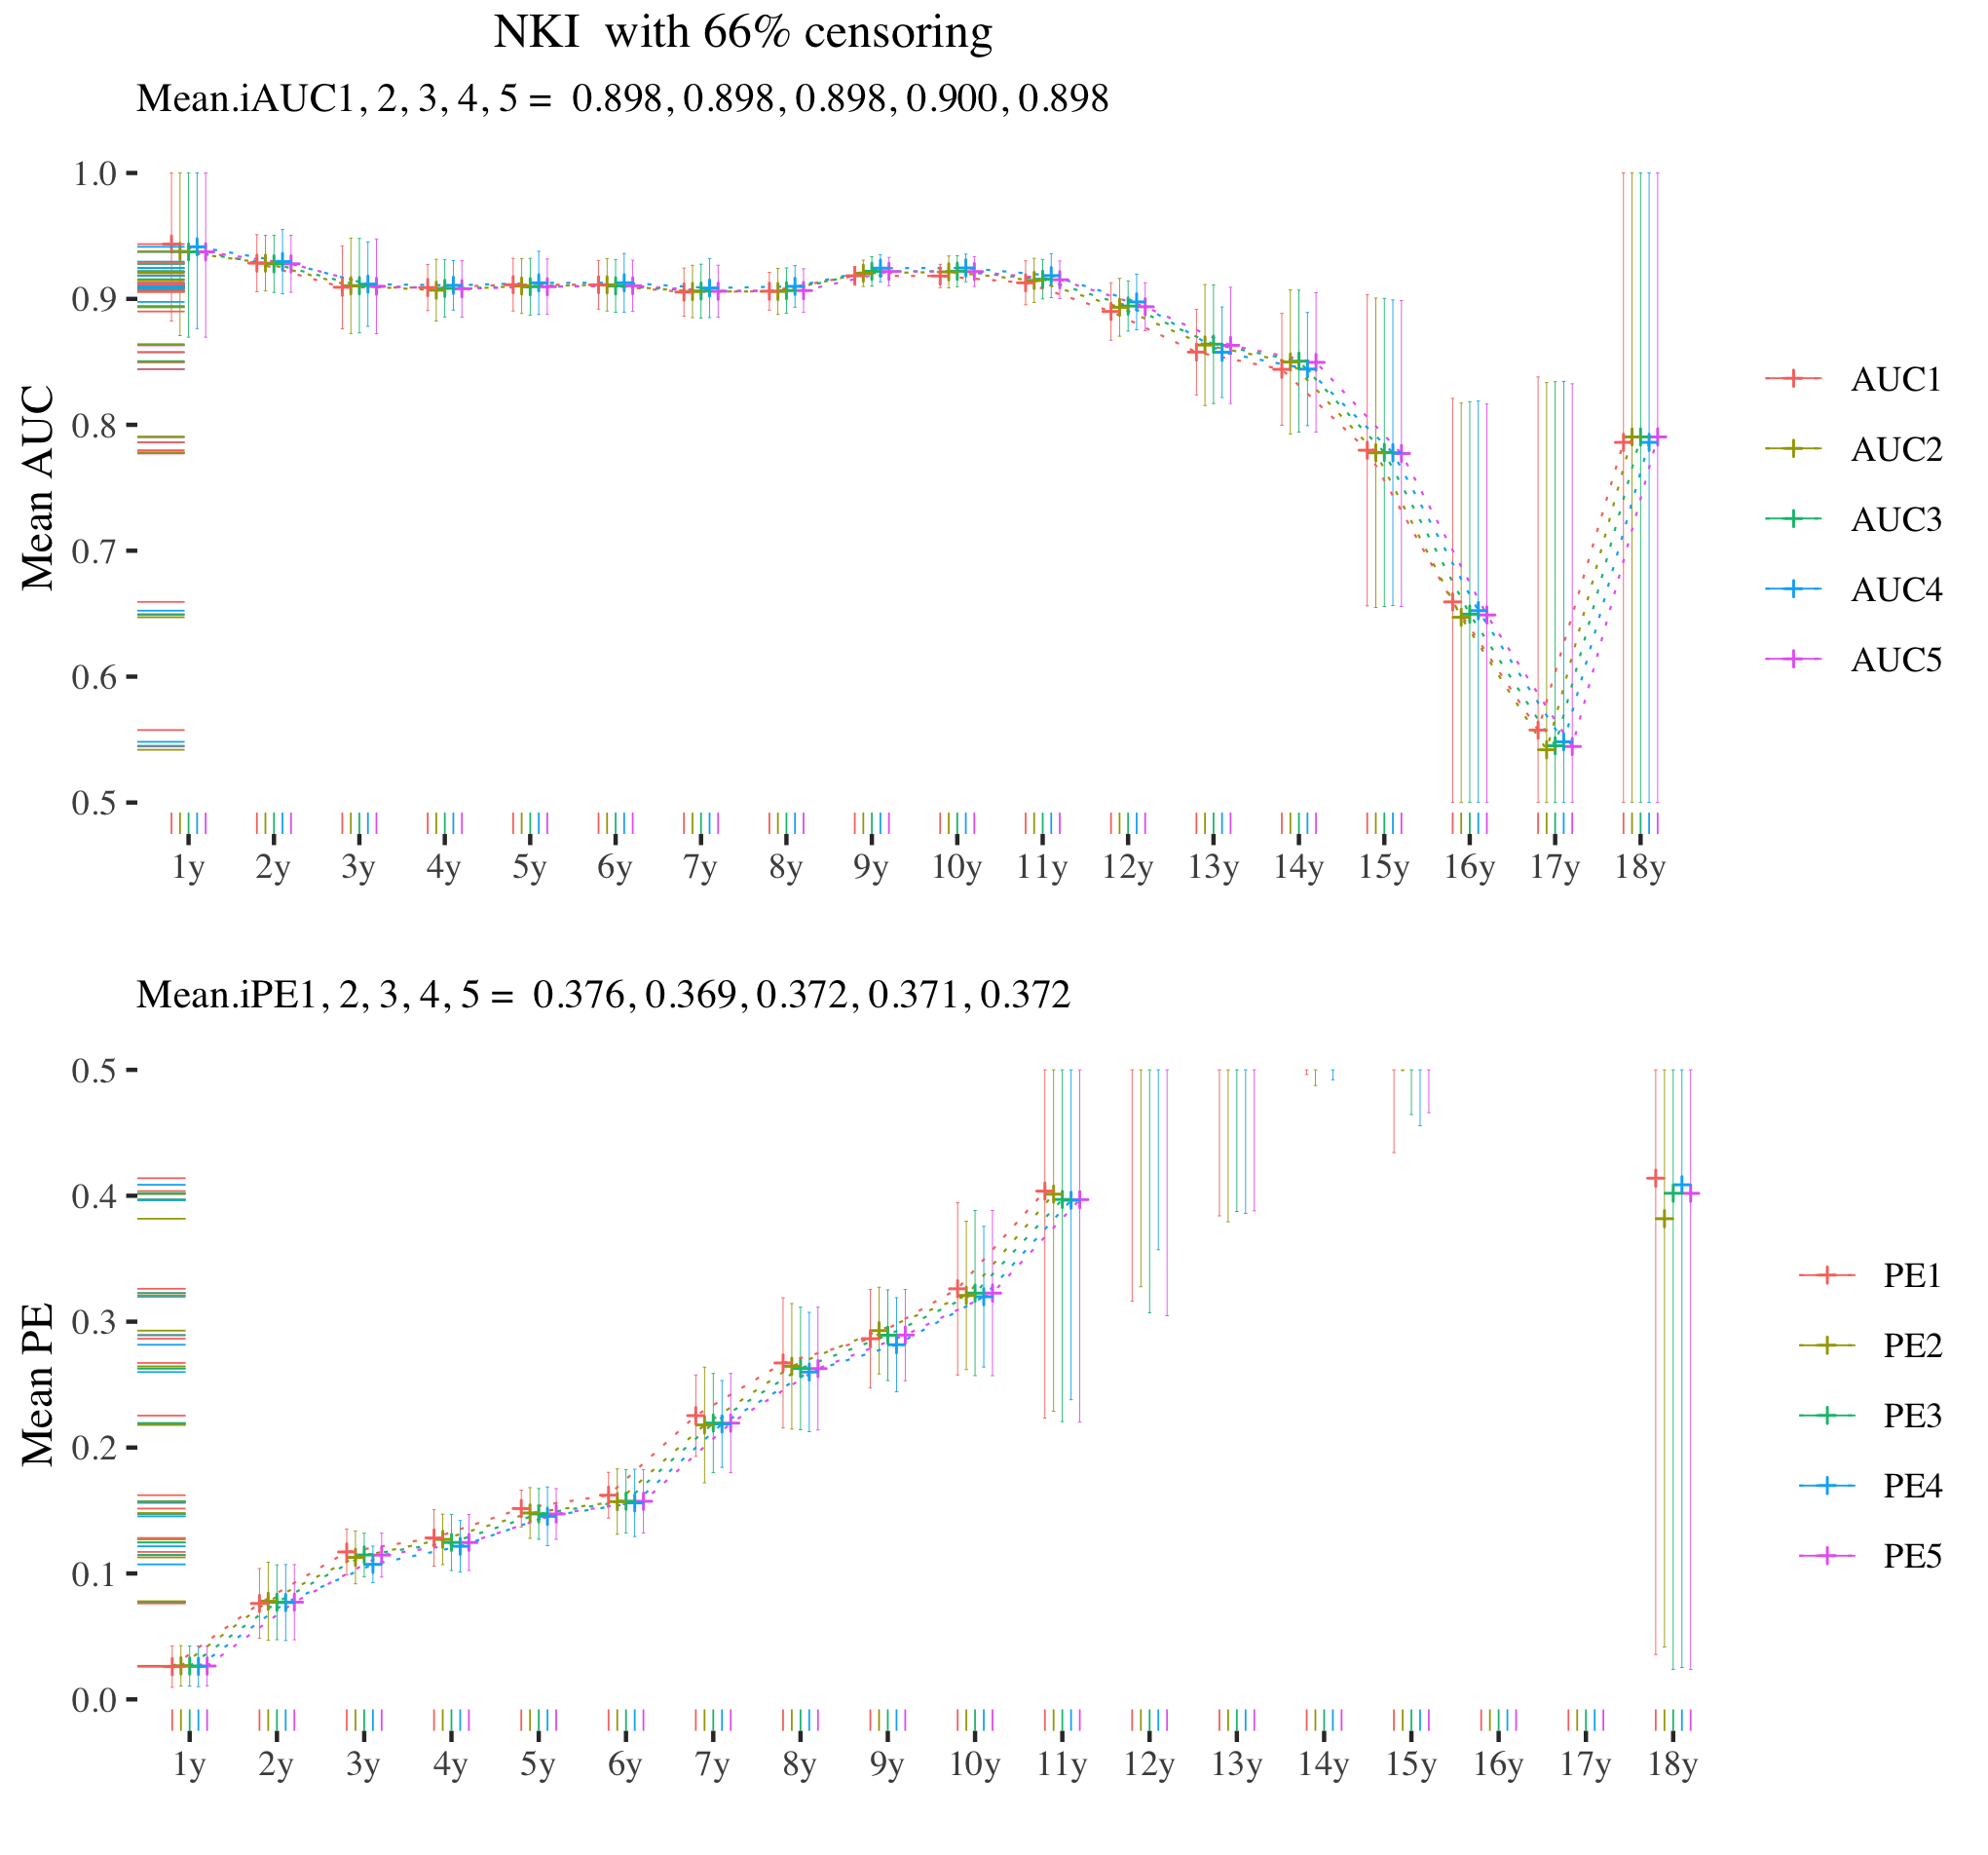 NKI with 66% censoring
Mean.iAUC1, 2, 3, 4, 5 = 0.898, 0.898, 0.898, 0.900, 0.898
Mean AUC
1.0
0.9
0.8
0.7
0.6
0.5
1y 2y 3y 4y 5y 6y 7y 8y 9y 10y 11y 12y 13y 14y 15y 16y 17y 18y
AUC1
AUC2
AUC3
AUC4
AUC5
Mean.iPE1, 2, 3, 4, 5 = 0.376, 0.369, 0.372, 0.371, 0.372
Mean PE
0.5
0.4
0.3
0.2
0.1
0.0
1y 2y 3y 4y 5y 6y 7y 8y 9y 10y 11y 12y 13y 14y 15y 16y 17y 18y
PE1
PE2
PE3
PE4
PE5